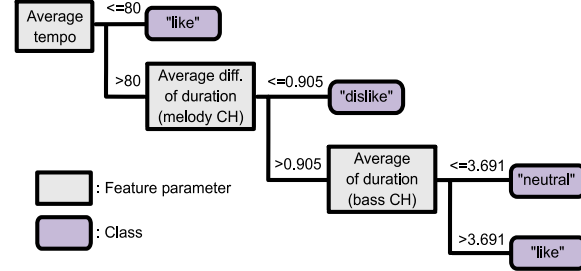 Average
tempo
<=80
"like"
>80
Average diff.
of duration
(melody CH)
<=0.905
"dislike"
>0.905
Average
of duration
(bass CH)
<=3.691
"neutral"
>3.691
"like"
: Feature parameter
: Class